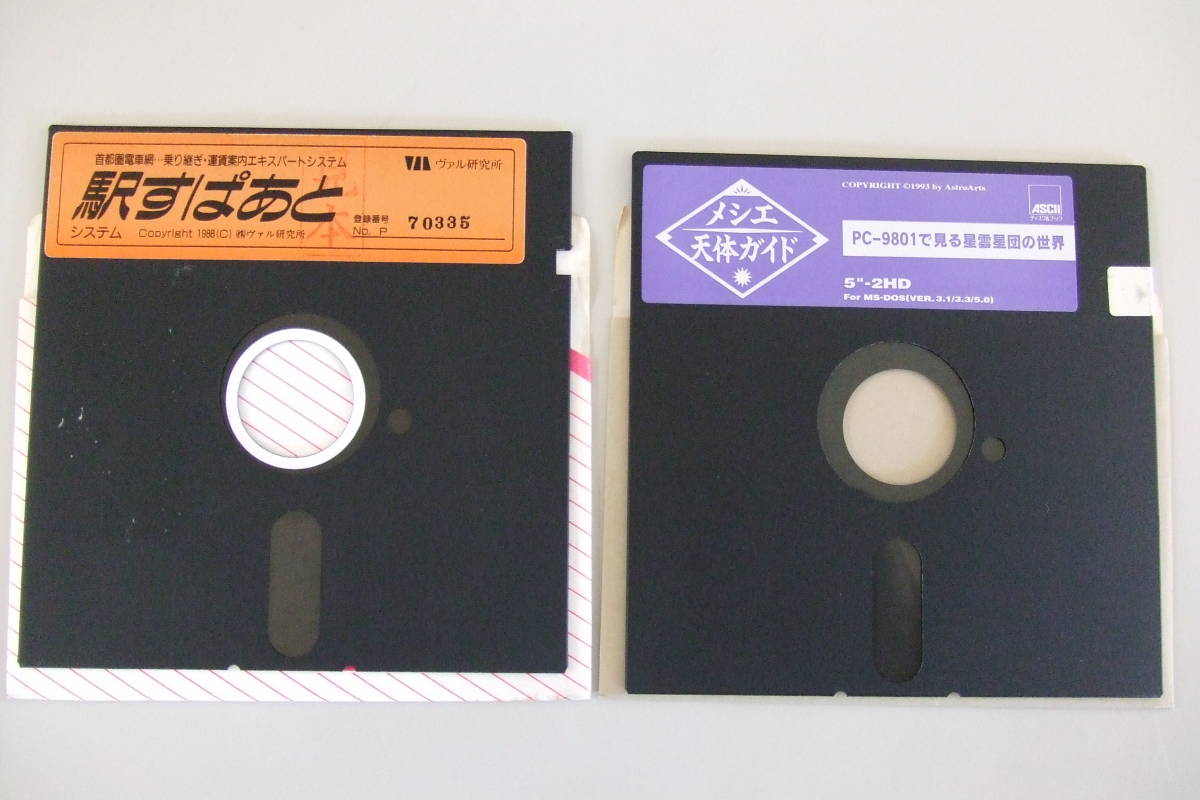 首都圏電車網…乗り継ぎ・運賃案内エキスパートシステム
VAL ヴァル研究所
駅すぱあと
システム Copyright 1988(C) ㈱ヴァル研究所
登録番号
No. P 70335
本
メシエ
天体ガイド
COPYRIGHT ©1993 by AstroArts
ASCII
PC-9801で見る星雲星団の世界
5"-2HD
For MS-DOS(VER. 3.1/3.3/5.0)